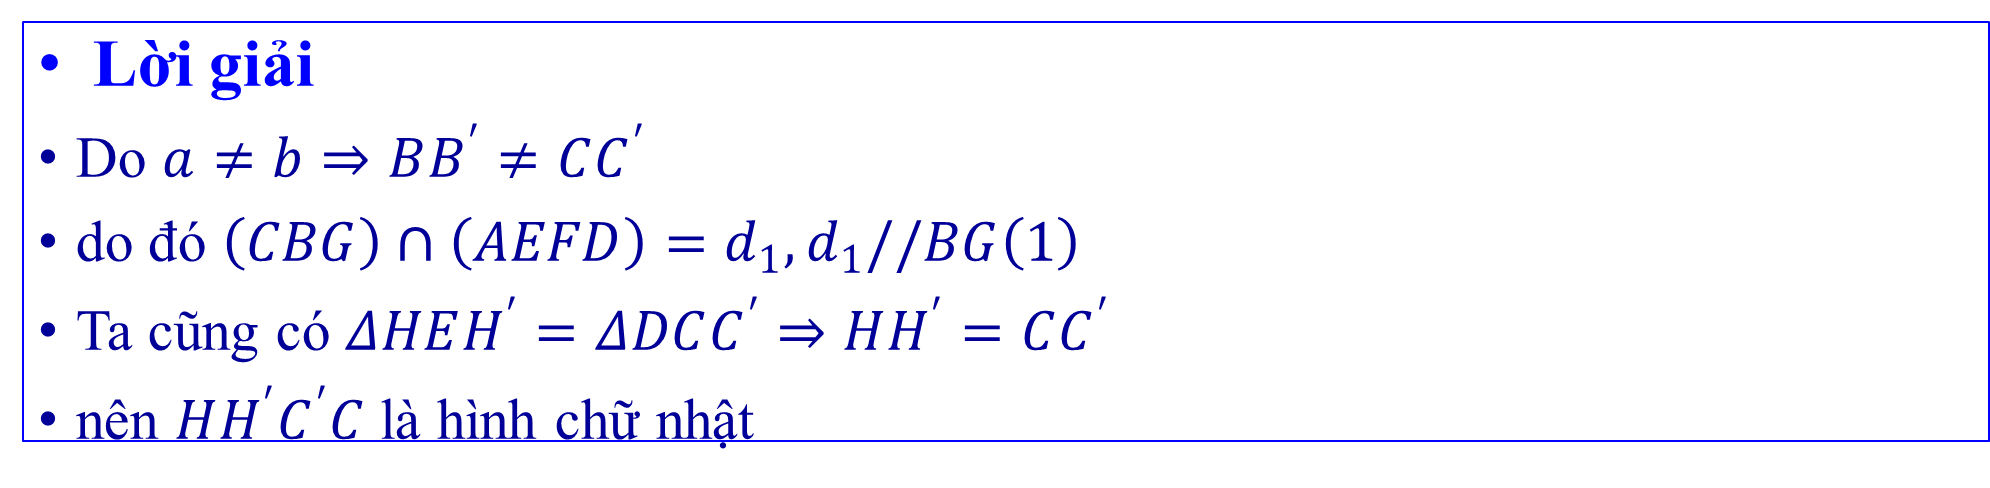 • Lời giải
• Do a ≠ b ⇒ BB′ ≠ CC′
• do đó (CBG) ∩ (AEFD) = d₁, d₁//BG(1)
• Ta cũng có ΔHEH′ = ΔDCC′ ⇒ HH′ = CC′
• nên HH′C′C là hình chữ nhật